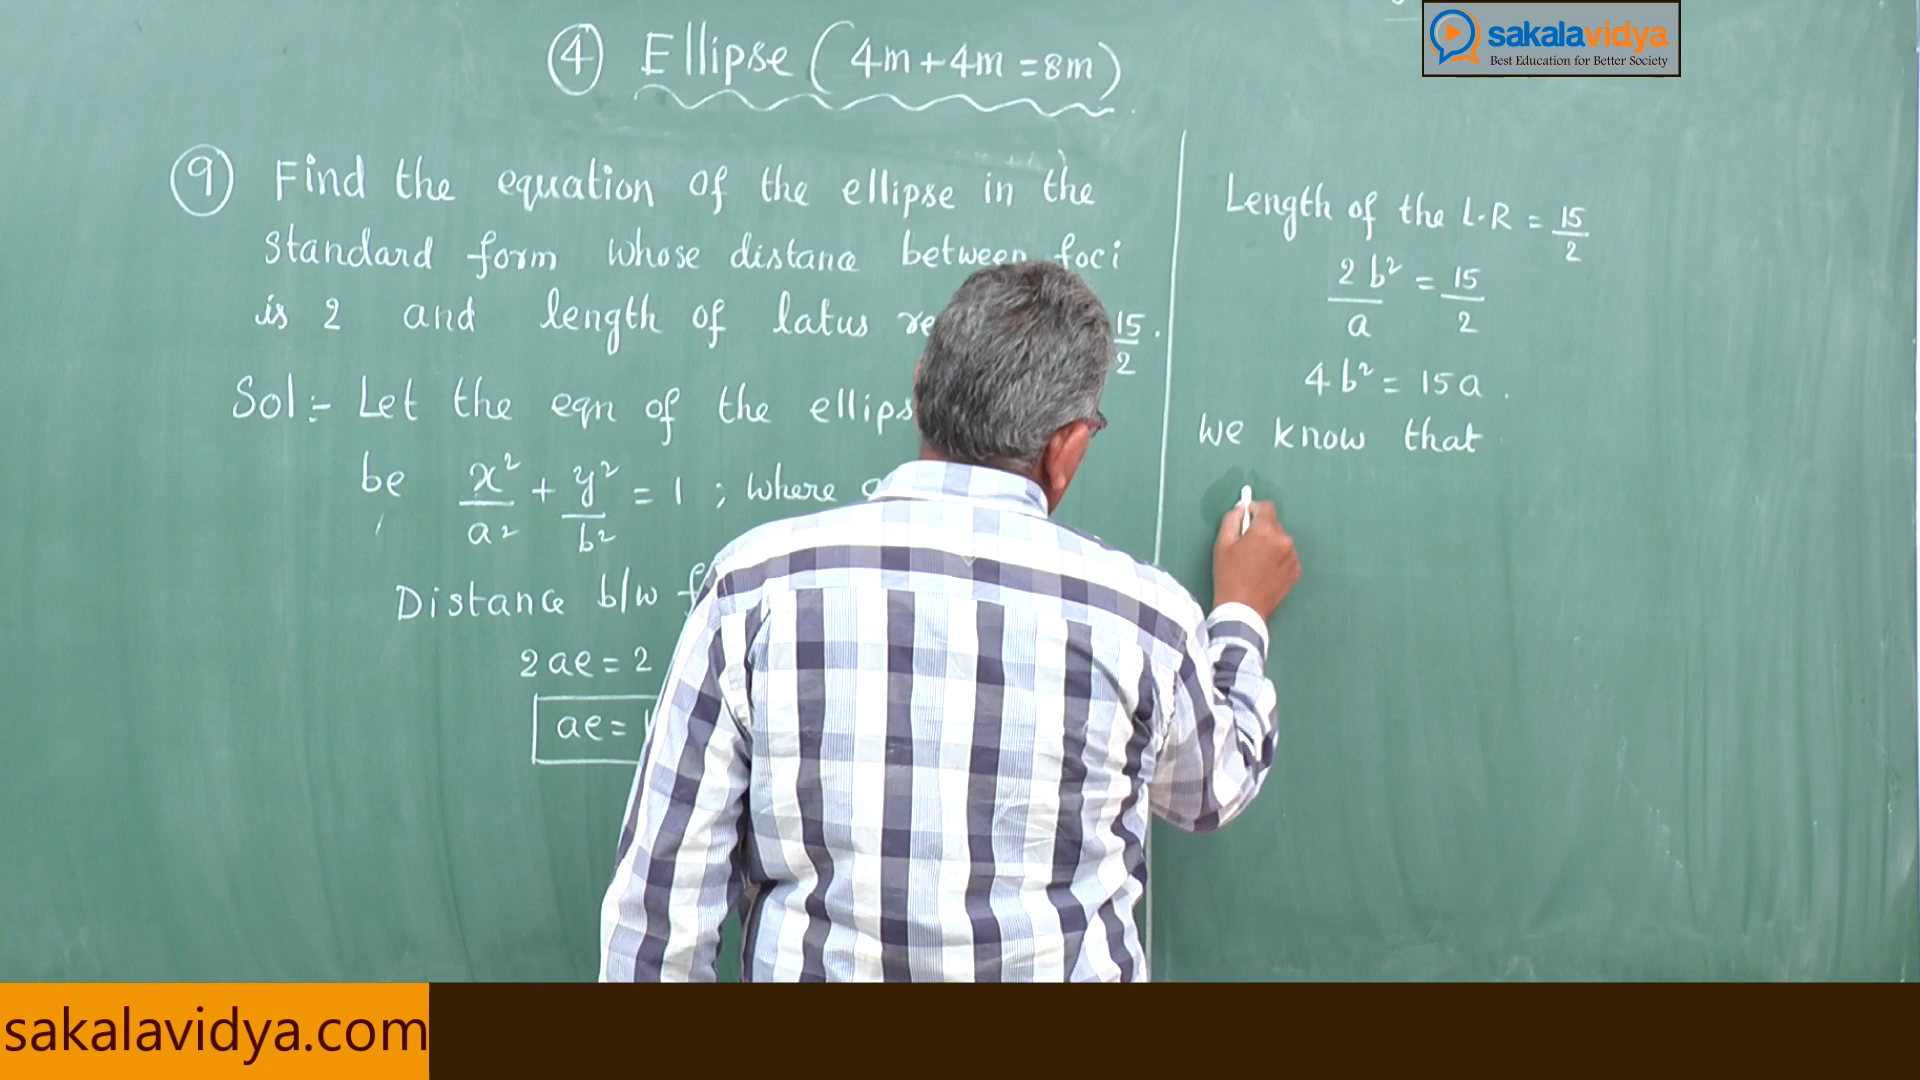 sakalavidya
Best Education for Better Society
④ Ellipse (4m+4m=8m)
⑨ Find the equation of the ellipse in the
standard form whose distance between foci
is 2 and length of latus re 15/2.
Sol:- Let the eqn of the ellips
be x²/a² + y²/b² = 1 ; where
Distance b/w f
2ae = 2
ae = 1
Length of the L.R = 15/2
2b²/a = 15/2
4b² = 15a.
we know that
sakalavidya.com